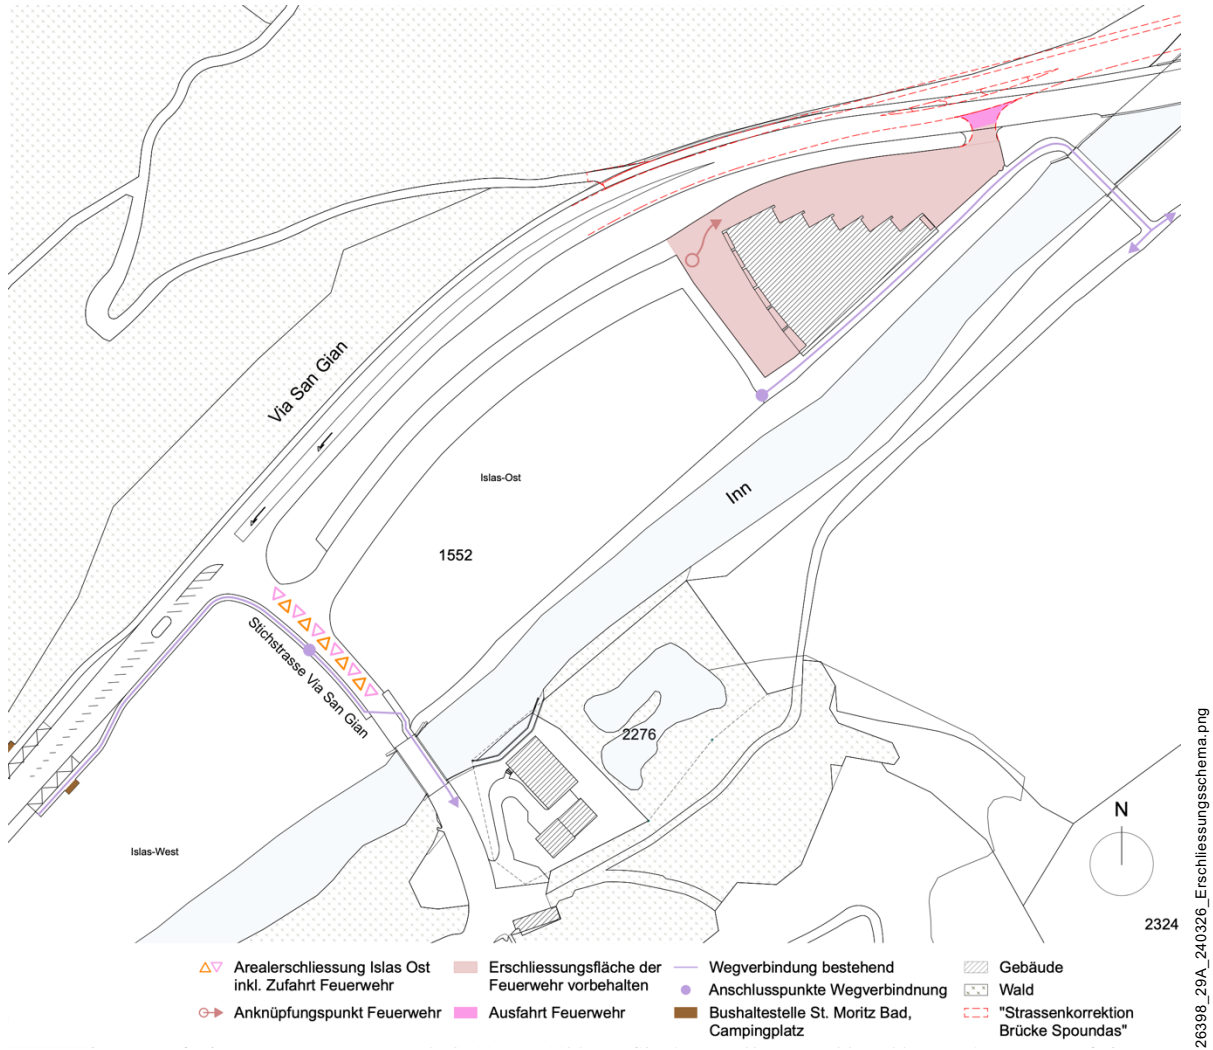 Via San Gian
Islas-Ost
Inn
1552
Stichstrasse Via San Gian
2276
Islas-West
N
2324
Arealerschliessung Islas Ost
inkl. Zufahrt Feuerwehr
Anknüpfungspunkt Feuerwehr
Erschliessungsfläche der
Feuerwehr vorbehalten
Ausfahrt Feuerwehr
Wegverbindung bestehend
Anschlusspunkte Wegverbindnung
Bushaltestelle St. Moritz Bad,
Campingplatz
Gebäude
Wald
"Strassenkorrektion
Brücke Spoundas"
26398_29A_240326_Erschliessungsschema.png